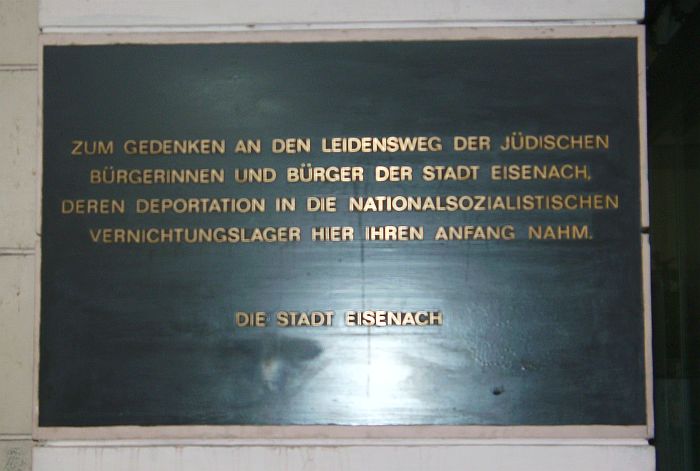 ZUM GEDENKEN AN DEN LEIDENSWEG DER JÜDISCHEN
BÜRGERINNEN UND BÜRGER DER STADT EISENACH,
DEREN DEPORTATION IN DIE NATIONALSOZIALISTISCHEN
VERNICHTUNGSLAGER HIER IHREN ANFANG NAHM.
DIE STADT EISENACH